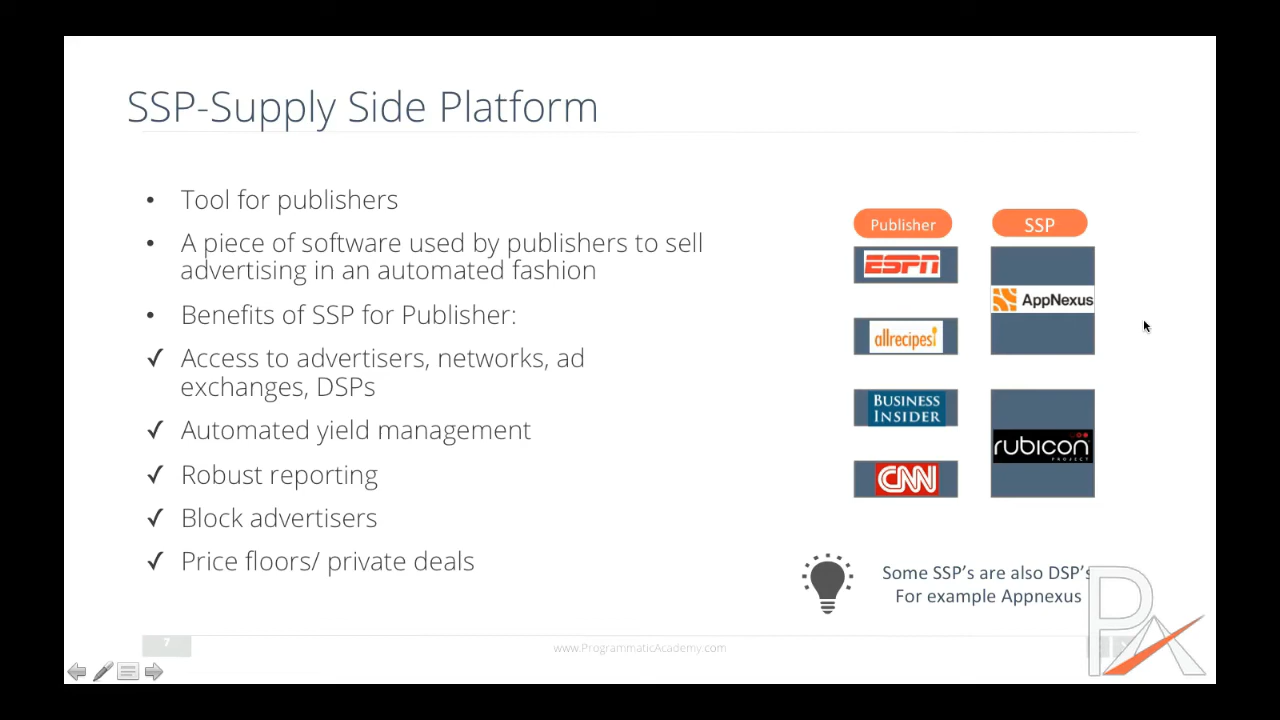 SSP-Supply Side Platform
• Tool for publishers
• A piece of software used by publishers to sell
advertising in an automated fashion
• Benefits of SSP for Publisher:
✓ Access to advertisers, networks, ad
exchanges, DSPs
✓ Automated yield management
✓ Robust reporting
✓ Block advertisers
✓ Price floors/ private deals
Publisher
SSP
ESPN
AppNexus
allrecipes
BUSINESS
INSIDER
rubicon
PROJECT
CNN
Some SSP's are also DSP's
For example Appnexus
7
www.ProgrammaticAcademy.com
PA